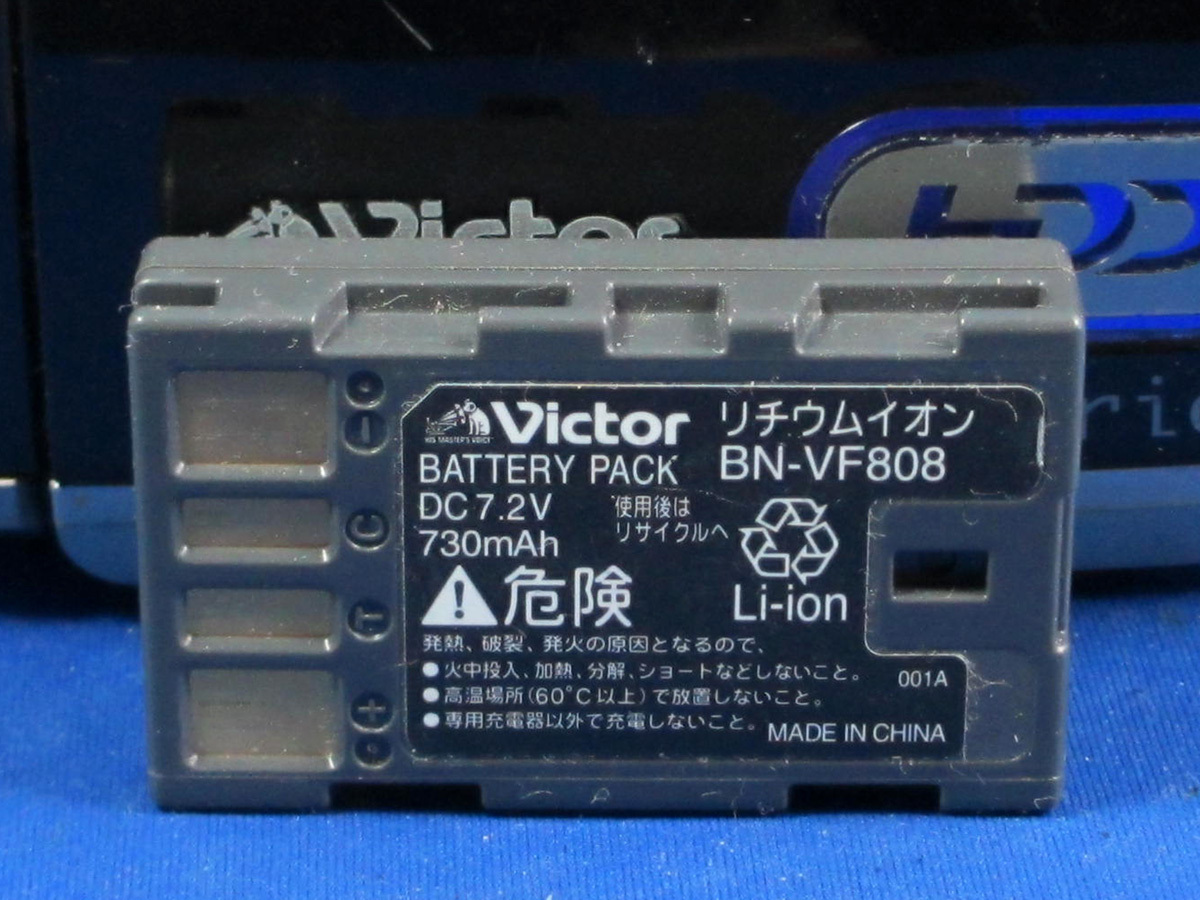 Victor
HDD
HIS MASTER'S VOICE
Victor
リチウムイオン
BATTERY PACK
BN-VF808
DC 7.2V
730mAh
使用後は
リサイクルへ
Li-ion
危険
発熱、破裂、発火の原因となるので、
●火中投入、加熱、分解、ショートなどしないこと。
●高温場所(60°C以上)で放置しないこと。
●専用充電器以外で充電しないこと。
001A
MADE IN CHINA
C
T
+